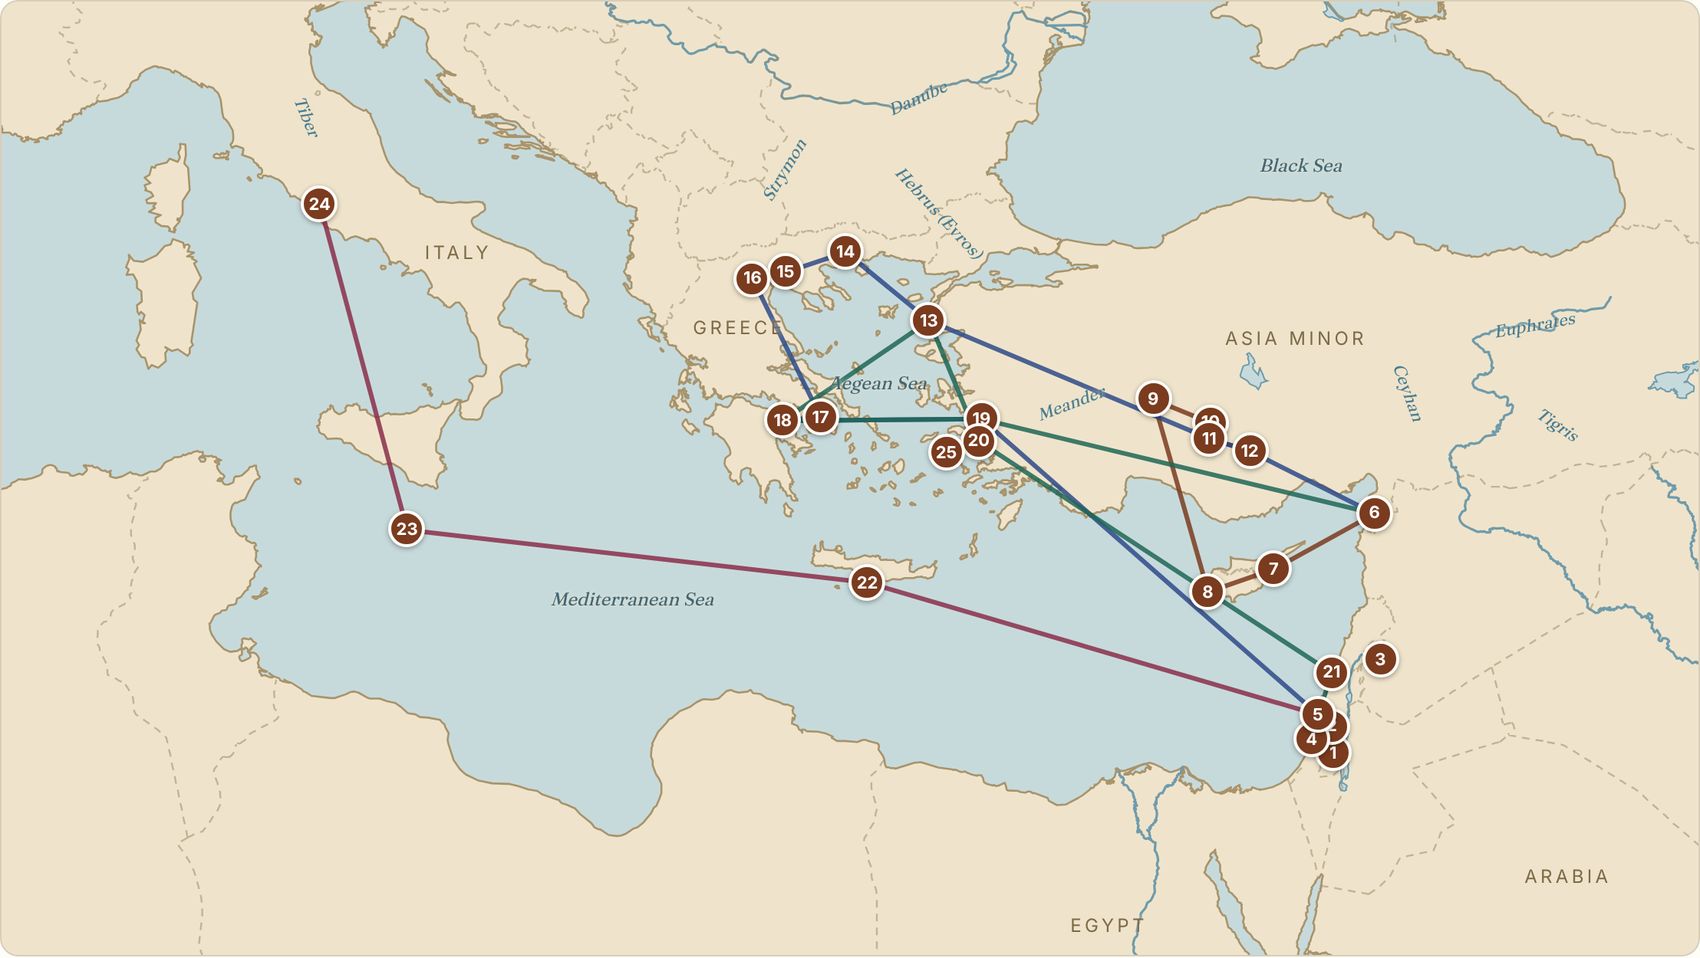 Tiber
Danube
Strymon
Hebrus (Evros)
Black Sea
24
ITALY
14
15
16
13
GREECE
Euphrates
ASIA MINOR
Aegean Sea
Meander
9
Ceyhan
10
11
12
18
17
19
20
25
Tigris
6
23
7
22
8
Mediterranean Sea
3
21
5
2
4
1
ARABIA
EGYPT